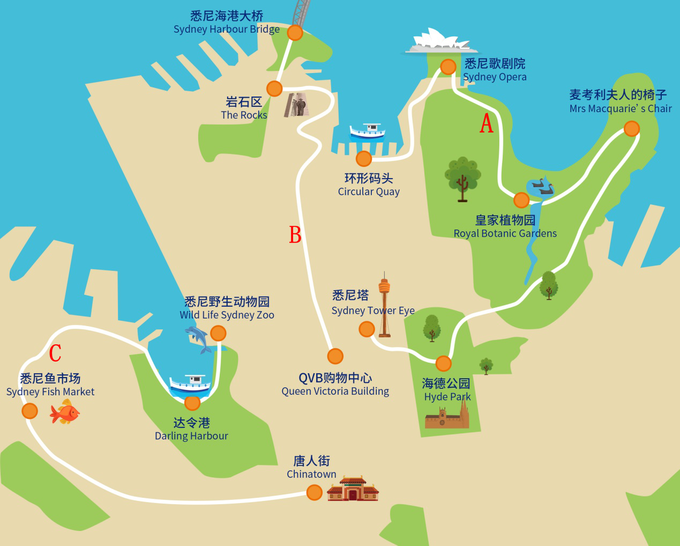 悉尼海港大桥
Sydney Harbour Bridge
悉尼歌剧院
Sydney Opera
麦考利夫人的椅子
Mrs Macquarie's Chair
岩石区
The Rocks
A
环形码头
Circular Quay
皇家植物园
Royal Botanic Gardens
B
悉尼野生动物园
Wild Life Sydney Zoo
悉尼塔
Sydney Tower Eye
C
悉尼鱼市场
Sydney Fish Market
QVB购物中心
Queen Victoria Building
海德公园
Hyde Park
达令港
Darling Harbour
唐人街
Chinatown